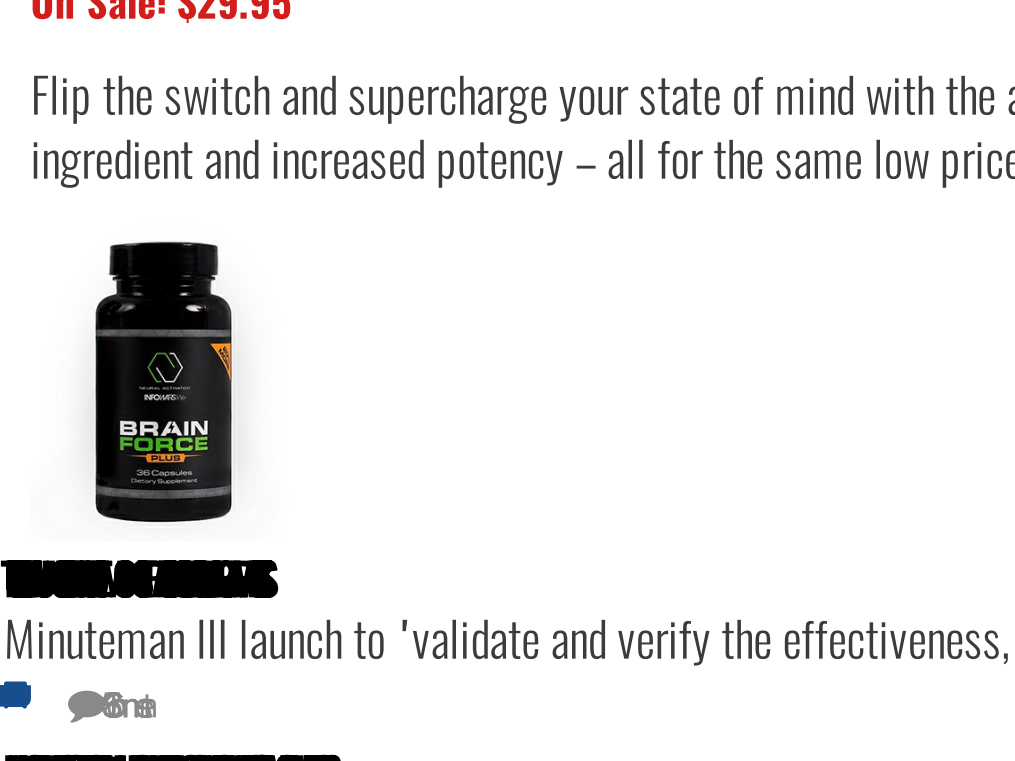 On Sale: $29.95
Flip the switch and supercharge your state of mind with the
ingredient and increased potency – all for the same low price
NEURAL ACTIVATOR
INFOWARSlife
BRAIN
FORCE
PLUS
36 Capsules
Dietary Supplement
Minuteman III launch to 'validate and verify the effectiveness,